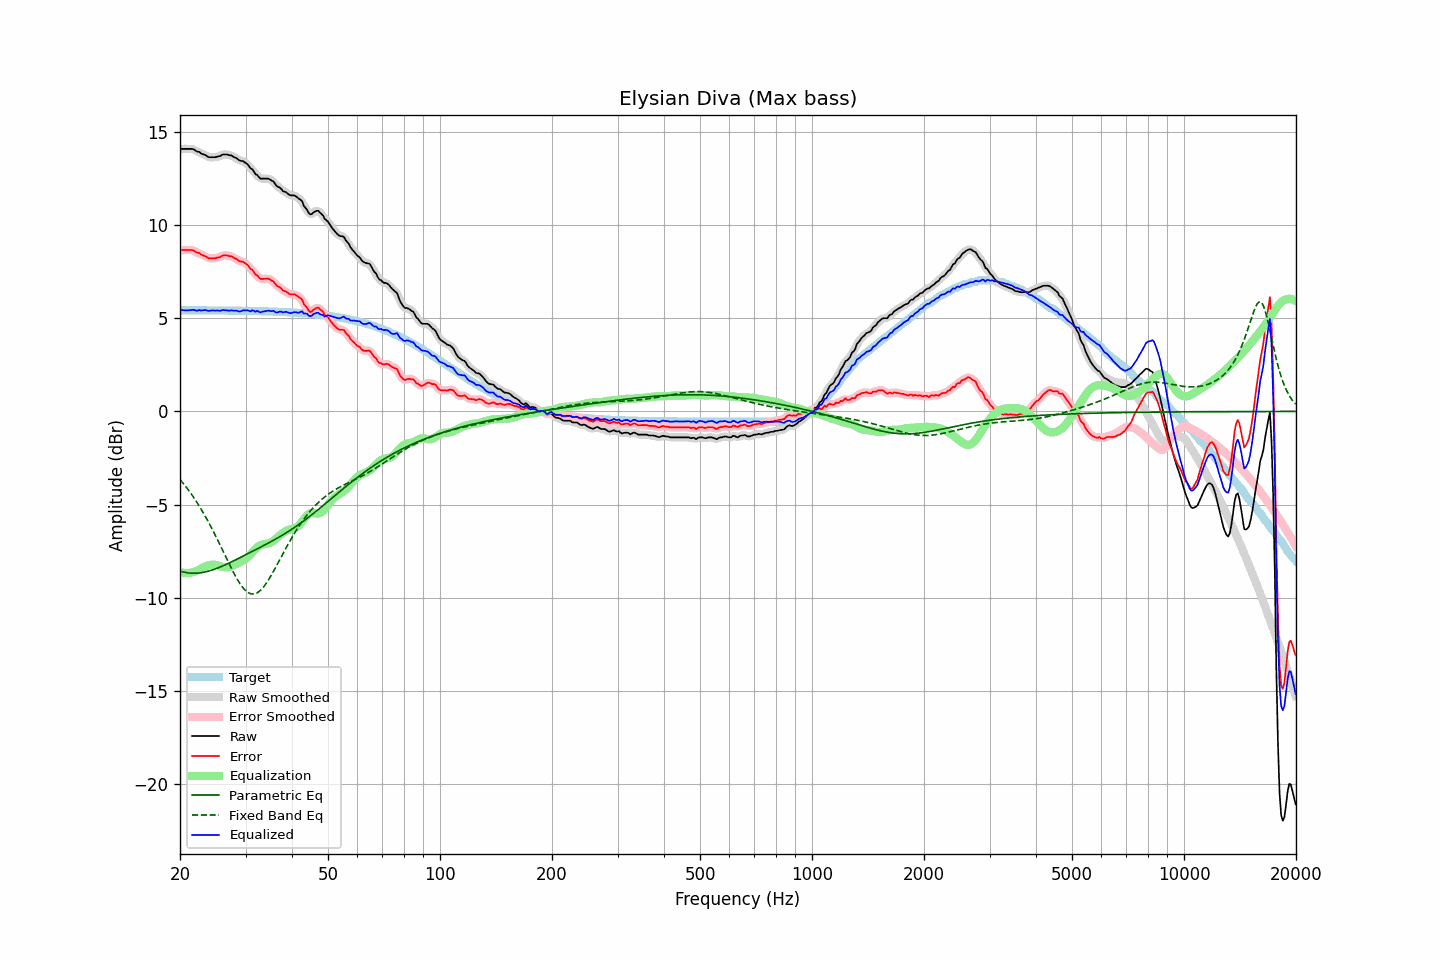 Elysian Diva (Max bass)
15
10
5
0
−5
−10
−15
−20
Amplitude (dBr)
Target
Raw Smoothed
Error Smoothed
Raw
Error
Equalization
Parametric Eq
Fixed Band Eq
Equalized
20 50 100 200 500 1000 2000 5000 10000 20000
Frequency (Hz)